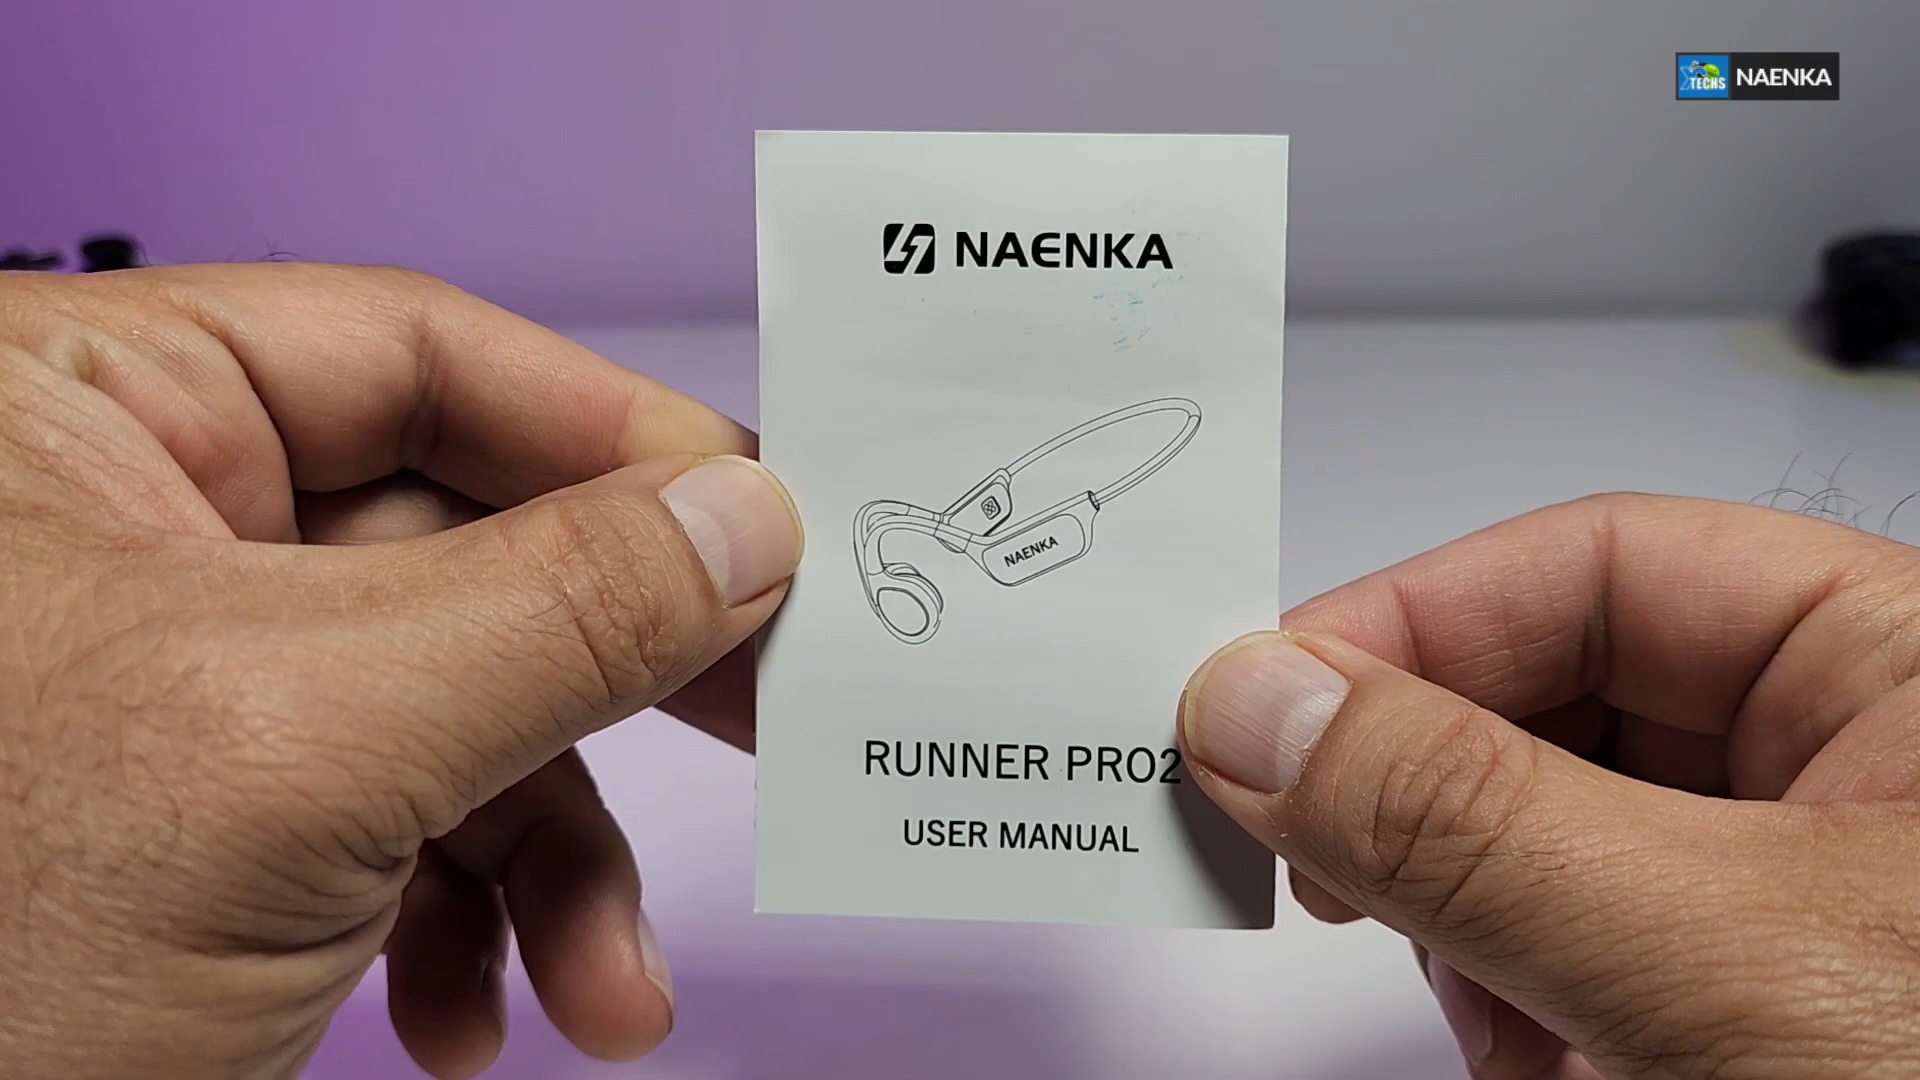 TECHS NAENKA
NAENKA
NAENKA
RUNNER PRO2
USER MANUAL